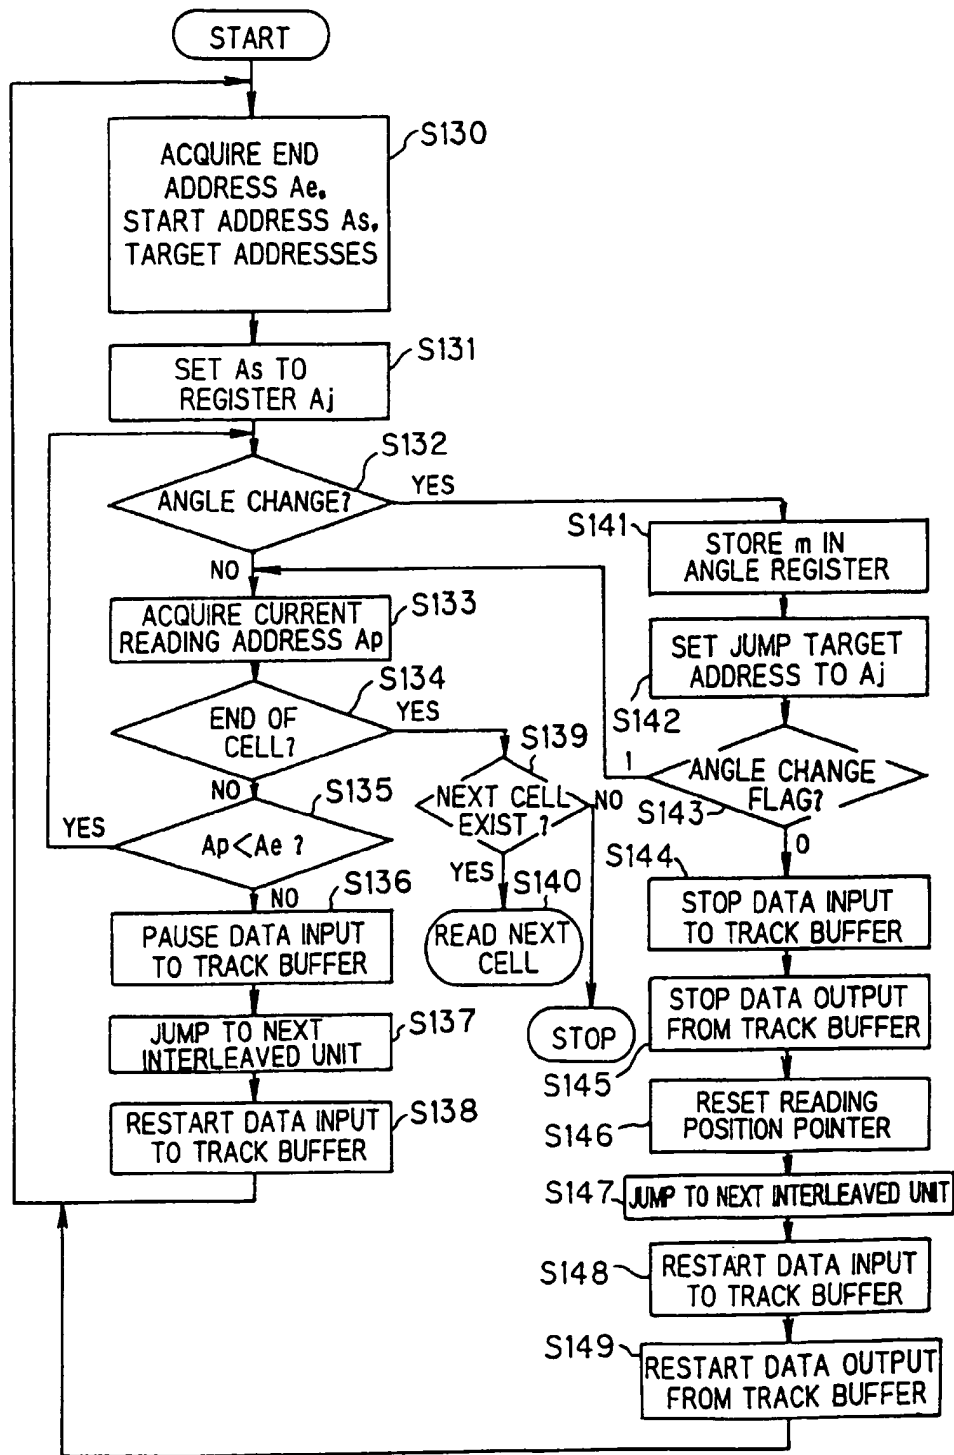 START
S130
ACQUIRE END
ADDRESS Ae.
START ADDRESS As.
TARGET ADDRESSES
S131
SET As TO
REGISTER Aj
S132
ANGLE CHANGE?
YES
NO
S141
STORE m IN
ANGLE REGISTER
S133
ACQUIRE CURRENT
READING ADDRESS Ap
SET JUMP TARGET
ADDRESS TO Aj
S142
S134
END OF
CELL?
YES
NO
S139
NEXT CELL
EXIST ?
NO
YES
1
ANGLE CHANGE
FLAG?
S143
0
S135
Ap<Ae ?
YES
NO
S140
READ NEXT
CELL
STOP
S136
PAUSE DATA INPUT
TO TRACK BUFFER
S137
JUMP TO NEXT
INTERLEAVED UNIT
S138
RESTART DATA INPUT
TO TRACK BUFFER
S144
STOP DATA INPUT
TO TRACK BUFFER
STOP DATA OUTPUT
FROM TRACK BUFFER
S145
RESET READING
POSITION POINTER
S146
S147
JUMP TO NEXT INTERLEAVED UNIT
S148
RESTART DATA INPUT
TO TRACK BUFFER
S149
RESTART DATA OUTPUT
FROM TRACK BUFFER